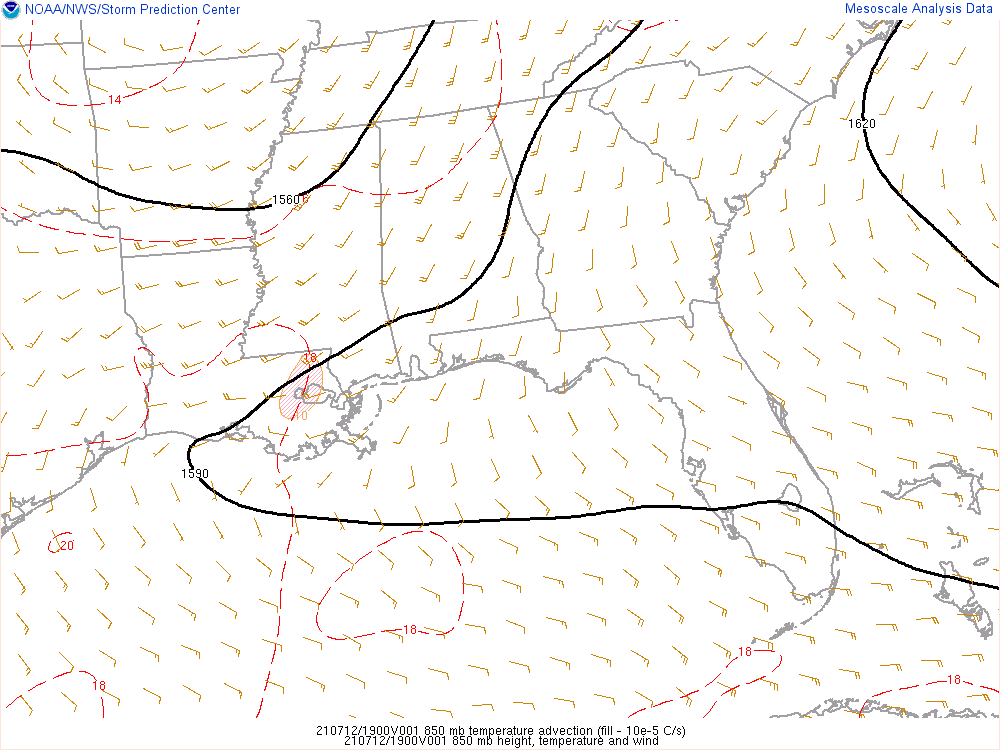 NOAA/NWS/Storm Prediction Center
Mesoscale Analysis Data
14
1620
1560
18
10
1590
20
18
18
18
18
210712/1900V001 850 mb temperature advection (fill - 10e-5 C/s)
210712/1900V001 850 mb height, temperature and wind